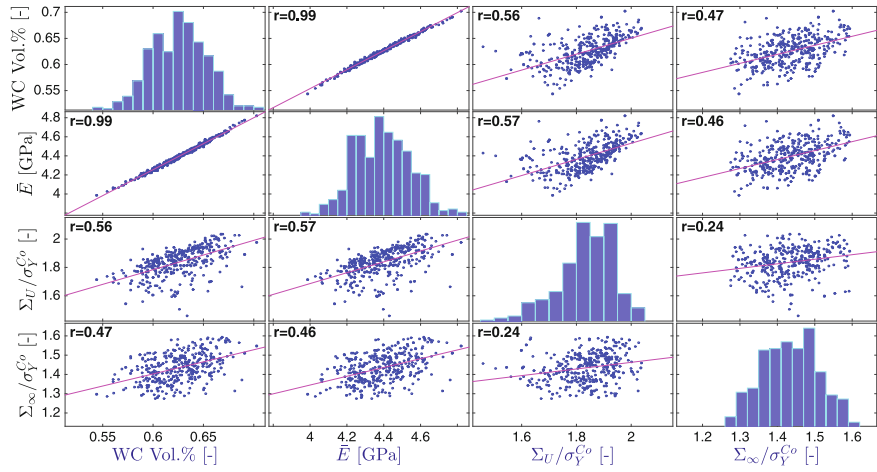 WC Vol.% [-]
0.7
0.65
0.6
0.55
r=0.99
r=0.56
r=0.47
Ē [GPa]
4.8
4.6
4.4
4.2
4
r=0.99
r=0.57
r=0.46
Σ_U/σ_Y^{Co} [-]
2
1.8
1.6
r=0.56
r=0.57
r=0.24
Σ_∞/σ_Y^{Co} [-]
1.6
1.5
1.4
1.3
1.2
r=0.47
r=0.46
r=0.24
0.55 0.6 0.65 4 4.2 4.4 4.6 1.6 1.8 2 1.2 1.3 1.4 1.5 1.6
WC Vol.% [-] Ē [GPa] Σ_U/σ_Y^{Co} [-] Σ_∞/σ_Y^{Co} [-]